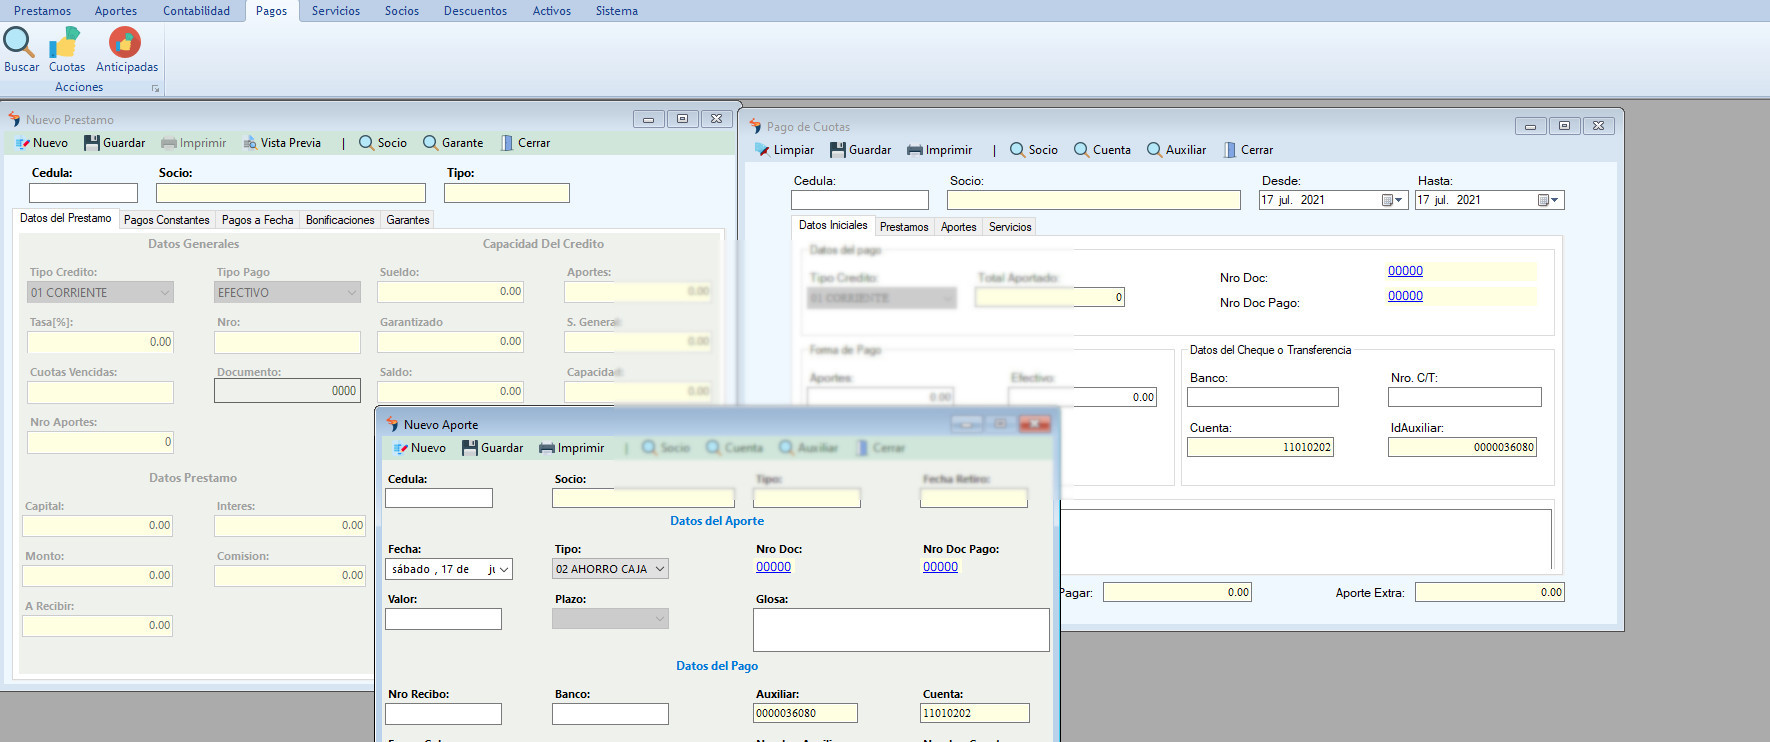 Prestamos Aportes Contabilidad Pagos Servicios Socios Descuentos Activos Sistema
Buscar Cuotas Anticipadas
Acciones
Nuevo Prestamo
Nuevo Guardar Imprimir Vista Previa | Socio Garante Cerrar
Cedula: Socio: Tipo:
Datos del Prestamo Pagos Constantes Pagos a Fecha Bonificaciones Garantes
Datos Generales Capacidad Del Credito
Tipo Credito: Tipo Pago Sueldo: Aportes:
01 CORRIENTE EFECTIVO 0.00 0.00
Tasa[%]: Nro: Garantizado S. General:
0.00 0.00 0.00
Cuotas Vencidas: Documento: Saldo: Capacidad:
0000 0.00 0.00
Nro Aportes:
0
Datos Prestamo
Capital: Interes:
0.00 0.00
Monto: Comision:
0.00 0.00
A Recibir:
0.00
Pago de Cuotas
Limpiar Guardar Imprimir | Socio Cuenta Auxiliar Cerrar
Cedula: Socio: Desde: Hasta:
17 jul. 2021 17 jul. 2021
Datos Iniciales Prestamos Aportes Servicios
Datos del pago
Tipo Credito: Total Aportado: Nro Doc: 00000
01 CORRIENTE 0
Nro Doc Pago: 00000
Forma de Pago Datos del Cheque o Transferencia
Aportes: Efectivo: Banco: Nro. C/T:
0.00 0.00
Cuenta: IdAuxiliar:
11010202 0000036080
Pagar: 0.00 Aporte Extra: 0.00
Nuevo Aporte
Nuevo Guardar Imprimir | Socio Cuenta Auxiliar Cerrar
Cedula: Socio: Tipo: Fecha Retiro:
Datos del Aporte
Fecha: Tipo: Nro Doc: Nro Doc Pago:
sábado , 17 de ju 02 AHORRO CAJA 00000 00000
Valor: Plazo: Glosa:
Datos del Pago
Nro Recibo: Banco: Auxiliar: Cuenta:
0000036080 11010202